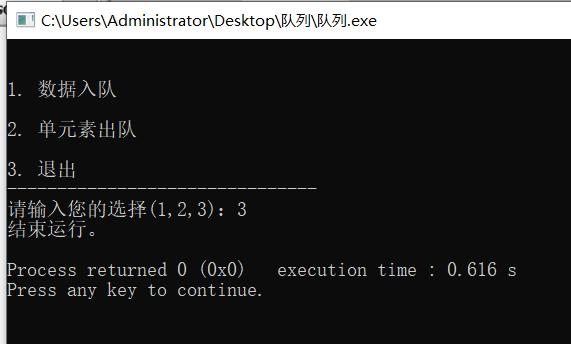 C:\Users\Administrator\Desktop\队列\队列.exe
1. 数据入队
2. 单元素出队
3. 退出
-------------------------------
请输入您的选择(1,2,3): 3
结束运行。
Process returned 0 (0x0)   execution time : 0.616 s
Press any key to continue.